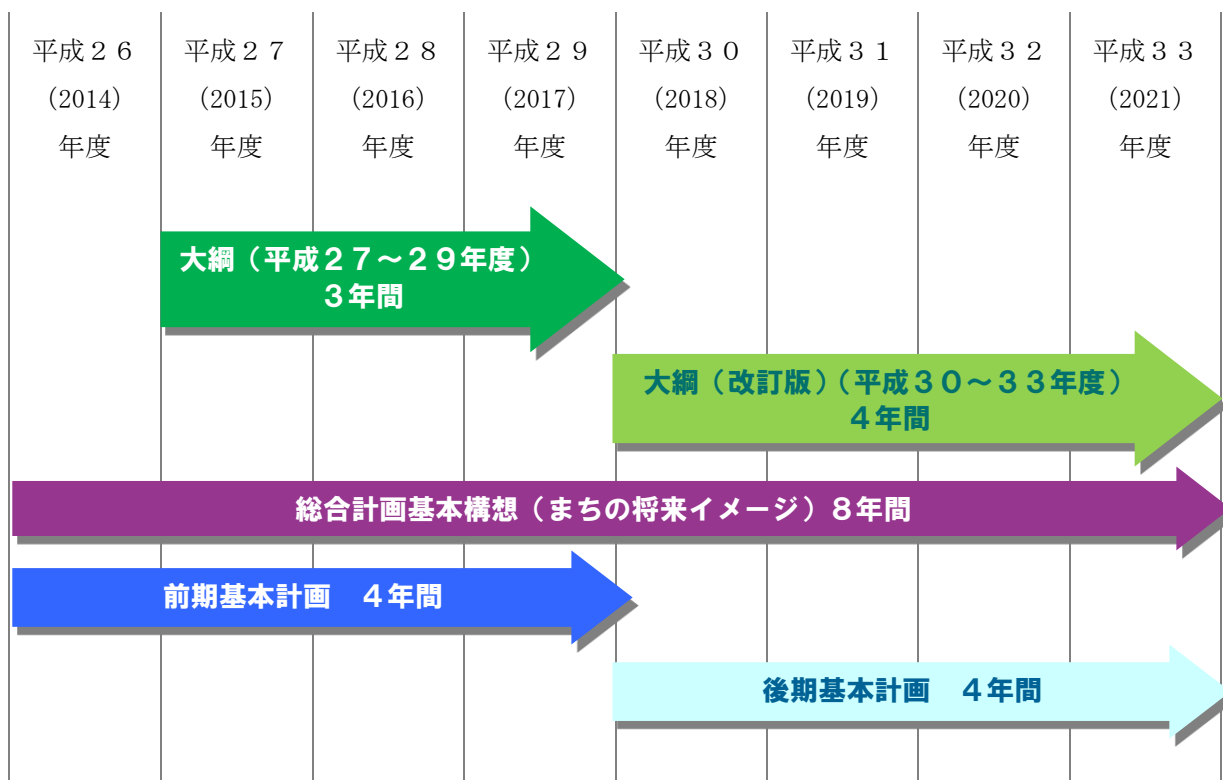 平成２６ 平成２７ 平成２８ 平成２９ 平成３０ 平成３１ 平成３２ 平成３３
(2014) (2015) (2016) (2017) (2018) (2019) (2020) (2021)
年度 年度 年度 年度 年度 年度 年度 年度
大綱（平成２７～２９年度）
３年間
大綱（改訂版）（平成３０～３３年度）
４年間
総合計画基本構想（まちの将来イメージ）８年間
前期基本計画　４年間
後期基本計画　４年間